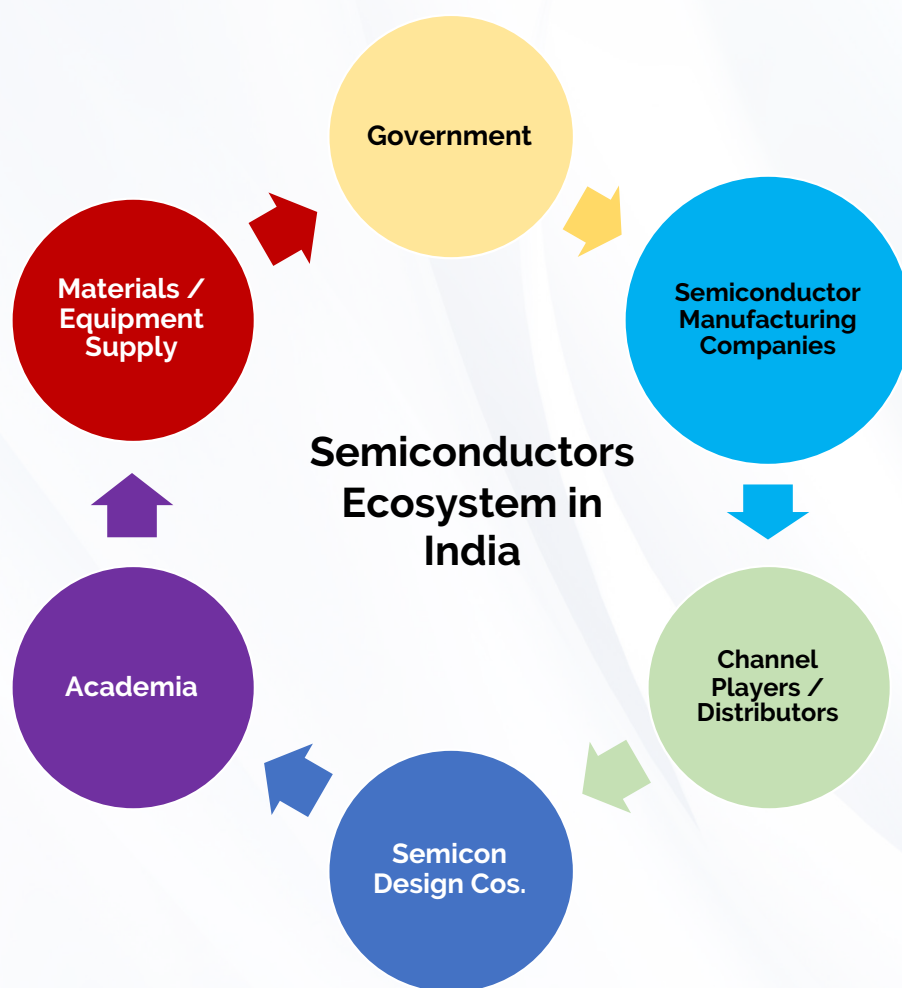 Government
Semiconductor
Manufacturing
Companies
Channel
Players /
Distributors
Semicon
Design Cos.
Academia
Materials /
Equipment
Supply
Semiconductors
Ecosystem in
India